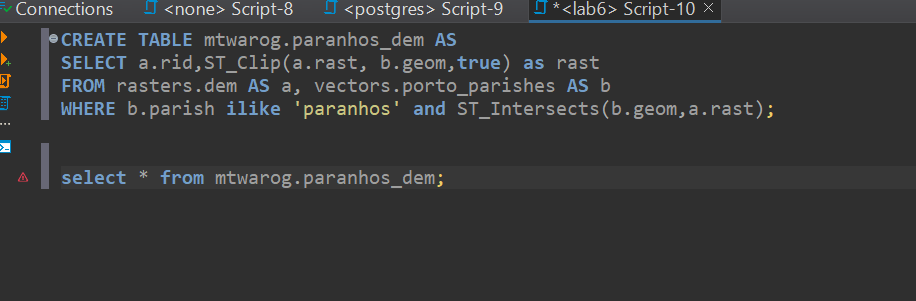 Connections <none> Script-8 <postgres> Script-9 *<lab6> Script-10
CREATE TABLE mtwarog.paranhos_dem AS
SELECT a.rid,ST_Clip(a.rast, b.geom,true) as rast
FROM rasters.dem AS a, vectors.porto_parishes AS b
WHERE b.parish ilike 'paranhos' and ST_Intersects(b.geom,a.rast);
select * from mtwarog.paranhos_dem;